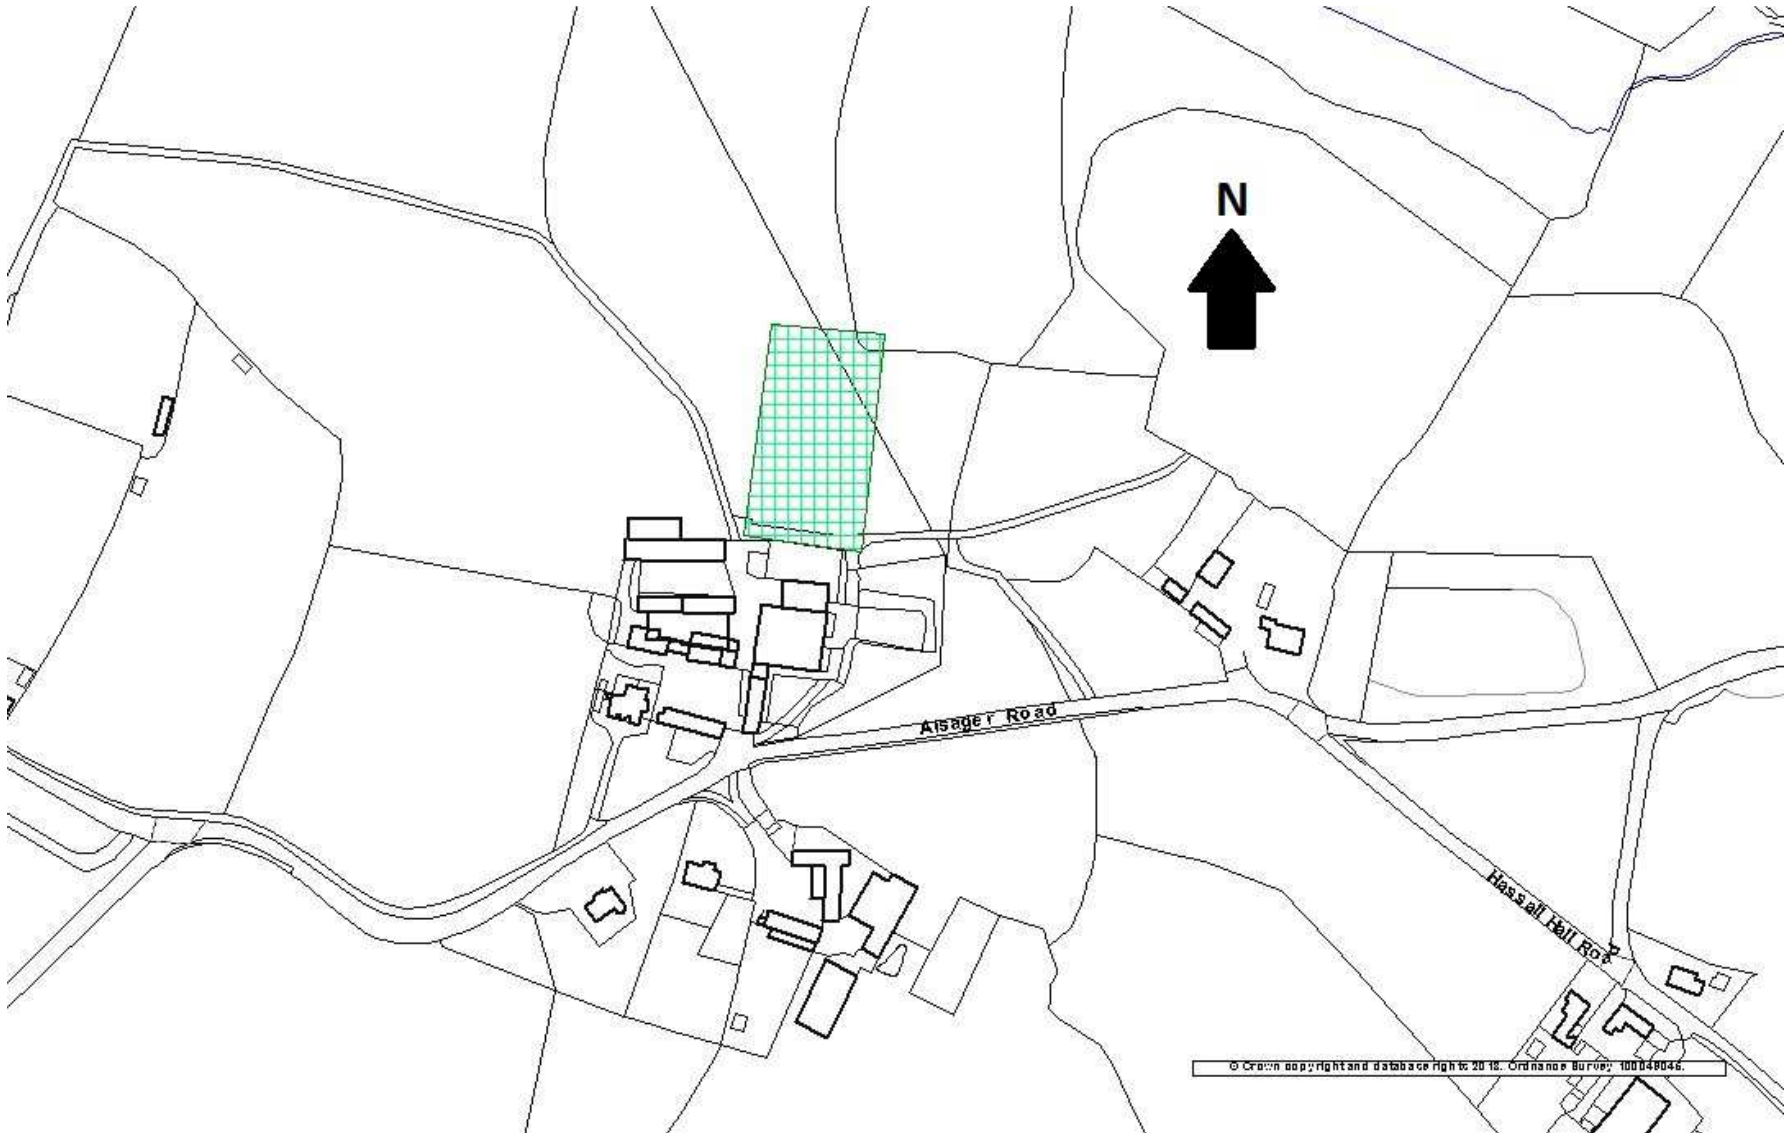 N
Alsager Road
Hassall Hall Road
© Crown copyright and database rights 2018. Ordnance Survey 100049046.